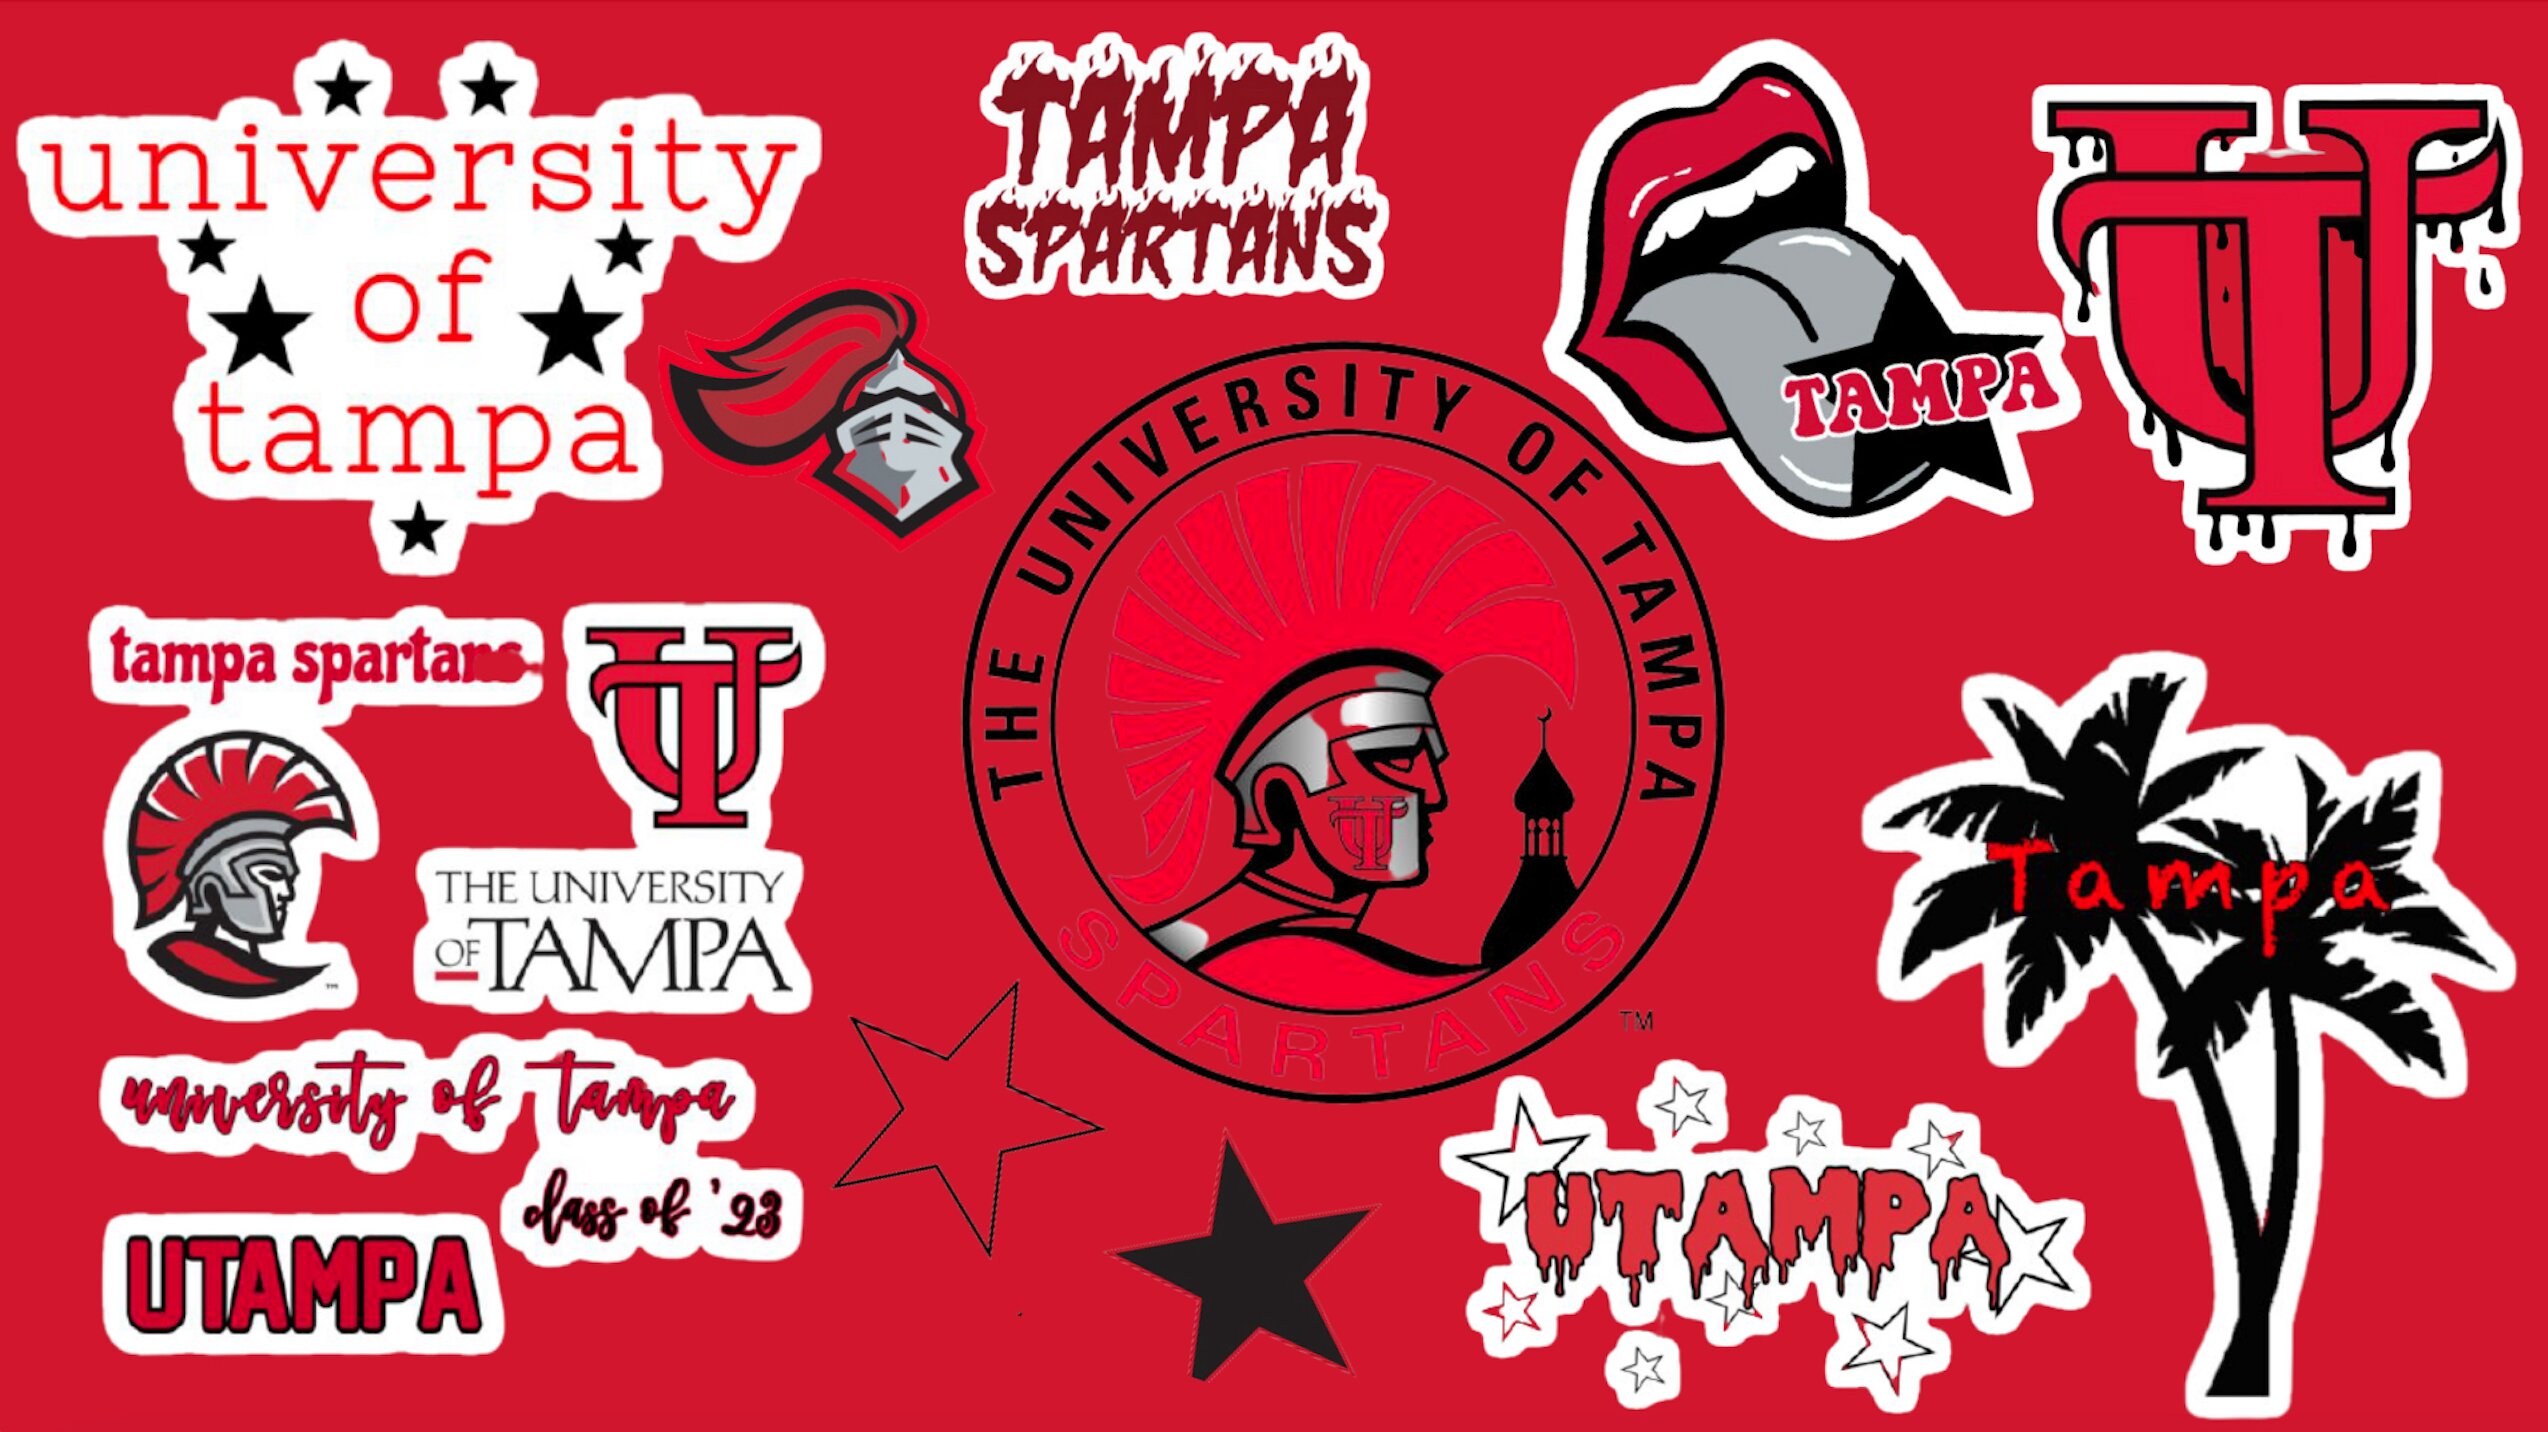 university
of
tampa
TAMPA
SPARTANS
TAMPA
UT
THE UNIVERSITY OF TAMPA
UT
SPARTANS
TM
tampa spartans
TM
UT
THE UNIVERSITY
OF TAMPA
university of tampa
class of '23
UTAMPA
Tampa
UTAMPA